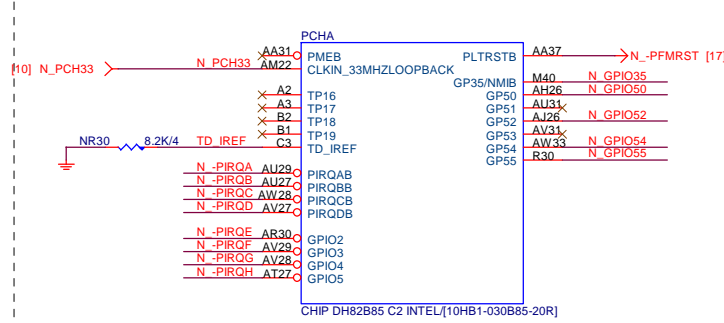 PCHA
AA31 PMEB PLTRSTB AA37 N_-PFMRST [17]
[10] N_PCH33 N_PCH33 AM22 CLKIN_33MHZLOOPBACK
GP35/NMIB M40 N_GPIO35
A2 TP16 GP50 AH26 N_GPIO50
A3 TP17 GP51 AU31
B2 TP18 GP52 AJ26 N_GPIO52
B1 TP19 GP53 AV31
NR30 8.2K/4 TD_IREF C3 TD_IREF GP54 AW33 N_GPIO54
GP55 R30 N_GPIO55
N_-PIRQA AU29 PIRQAB
N_-PIRQB AU27 PIRQBB
N_-PIRQC AW28 PIRQCB
N_-PIRQD AV27 PIRQDB
N_-PIRQE AR30 GPIO2
N_-PIRQF AV29 GPIO3
N_-PIRQG AV28 GPIO4
N_-PIRQH AT27 GPIO5
CHIP DH82B85 C2 INTEL/[10HB1-030B85-20R]